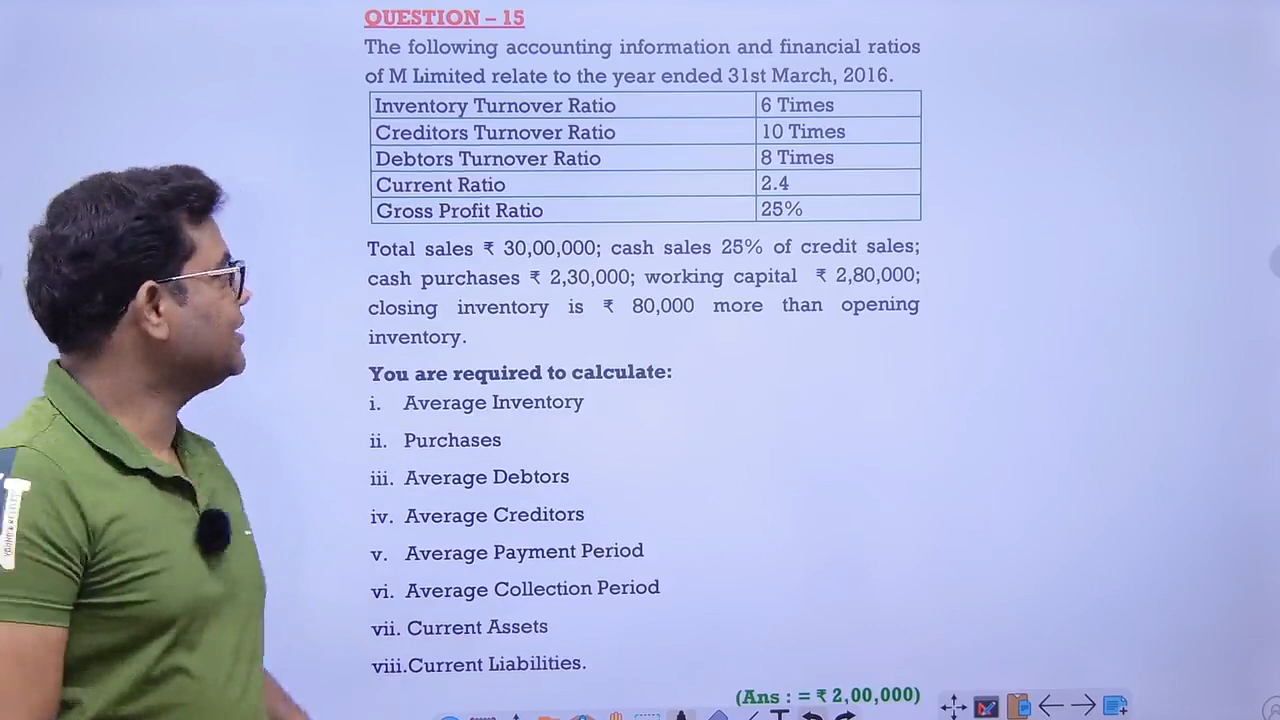 QUESTION – 15
The following accounting information and financial ratios
of M Limited relate to the year ended 31st March, 2016.
Inventory Turnover Ratio 6 Times
Creditors Turnover Ratio 10 Times
Debtors Turnover Ratio 8 Times
Current Ratio 2.4
Gross Profit Ratio 25%
Total sales ₹ 30,00,000; cash sales 25% of credit sales;
cash purchases ₹ 2,30,000; working capital ₹ 2,80,000;
closing inventory is ₹ 80,000 more than opening
inventory.
You are required to calculate:
i. Average Inventory
ii. Purchases
iii. Average Debtors
iv. Average Creditors
v. Average Payment Period
vi. Average Collection Period
vii. Current Assets
viii.Current Liabilities.
(Ans : = ₹ 2,00,000)